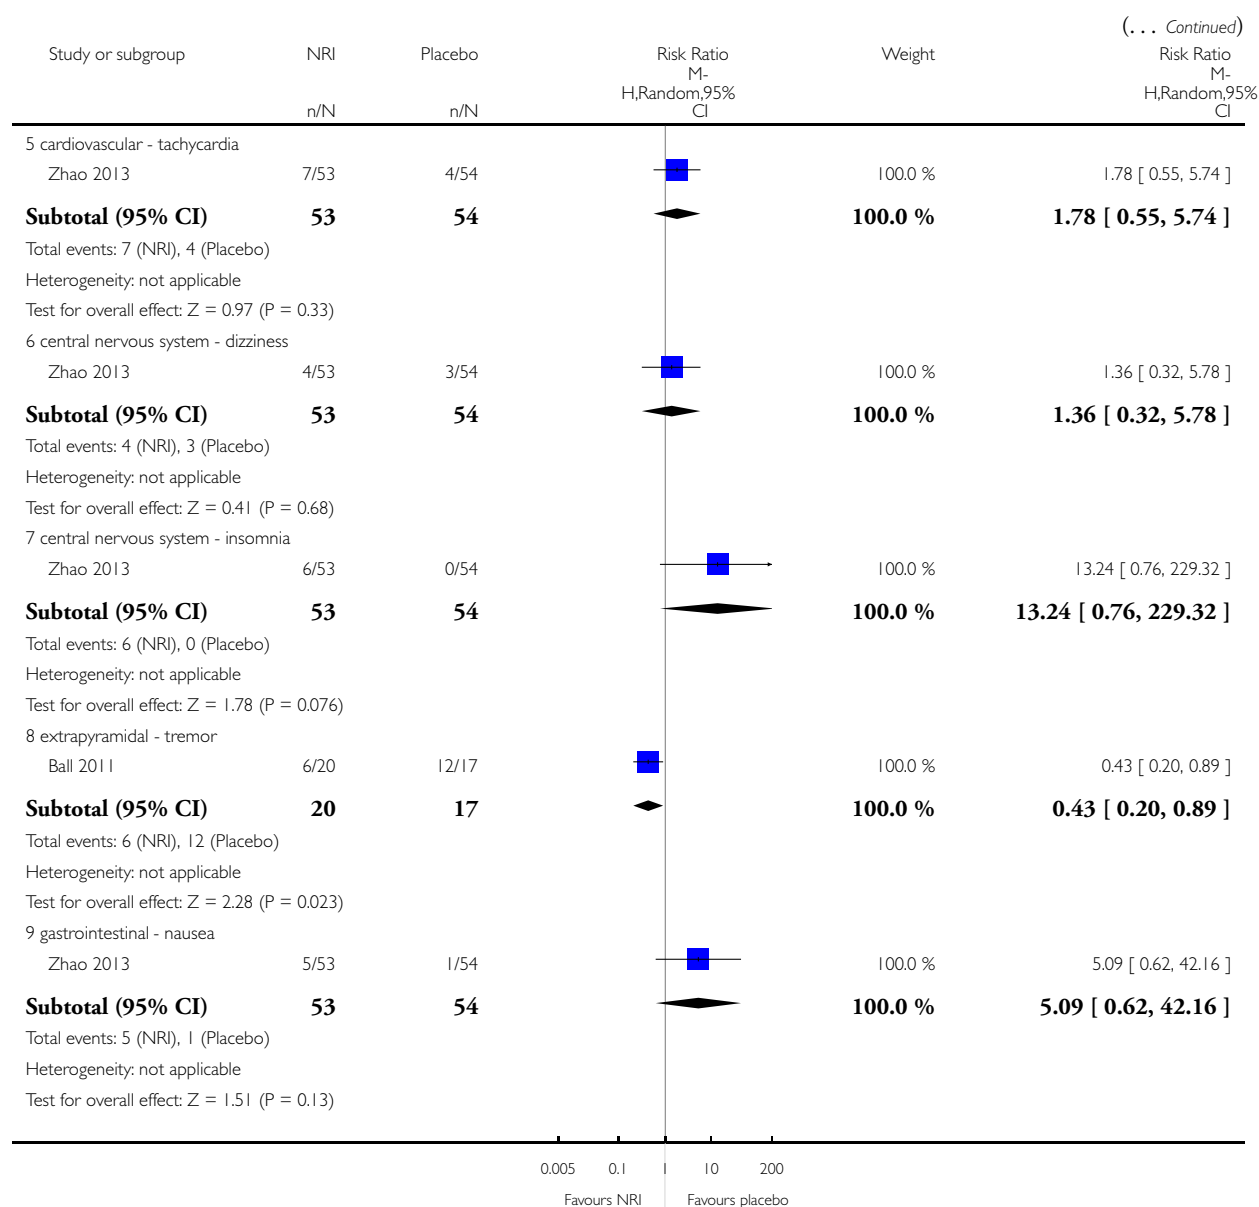 (... Continued)
Study or subgroup NRI Placebo Risk Ratio Weight Risk Ratio
M- M-
H,Random,95% H,Random,95%
n/N n/N CI CI
5 cardiovascular - tachycardia
Zhao 2013 7/53 4/54 100.0 % 1.78 [ 0.55, 5.74 ]
Subtotal (95% CI) 53 54 100.0 % 1.78 [ 0.55, 5.74 ]
Total events: 7 (NRI), 4 (Placebo)
Heterogeneity: not applicable
Test for overall effect: Z = 0.97 (P = 0.33)
6 central nervous system - dizziness
Zhao 2013 4/53 3/54 100.0 % 1.36 [ 0.32, 5.78 ]
Subtotal (95% CI) 53 54 100.0 % 1.36 [ 0.32, 5.78 ]
Total events: 4 (NRI), 3 (Placebo)
Heterogeneity: not applicable
Test for overall effect: Z = 0.41 (P = 0.68)
7 central nervous system - insomnia
Zhao 2013 6/53 0/54 100.0 % 13.24 [ 0.76, 229.32 ]
Subtotal (95% CI) 53 54 100.0 % 13.24 [ 0.76, 229.32 ]
Total events: 6 (NRI), 0 (Placebo)
Heterogeneity: not applicable
Test for overall effect: Z = 1.78 (P = 0.076)
8 extrapyramidal - tremor
Ball 2011 6/20 12/17 100.0 % 0.43 [ 0.20, 0.89 ]
Subtotal (95% CI) 20 17 100.0 % 0.43 [ 0.20, 0.89 ]
Total events: 6 (NRI), 12 (Placebo)
Heterogeneity: not applicable
Test for overall effect: Z = 2.28 (P = 0.023)
9 gastrointestinal - nausea
Zhao 2013 5/53 1/54 100.0 % 5.09 [ 0.62, 42.16 ]
Subtotal (95% CI) 53 54 100.0 % 5.09 [ 0.62, 42.16 ]
Total events: 5 (NRI), 1 (Placebo)
Heterogeneity: not applicable
Test for overall effect: Z = 1.51 (P = 0.13)
0.005 0.1 1 10 200
Favours NRI Favours placebo